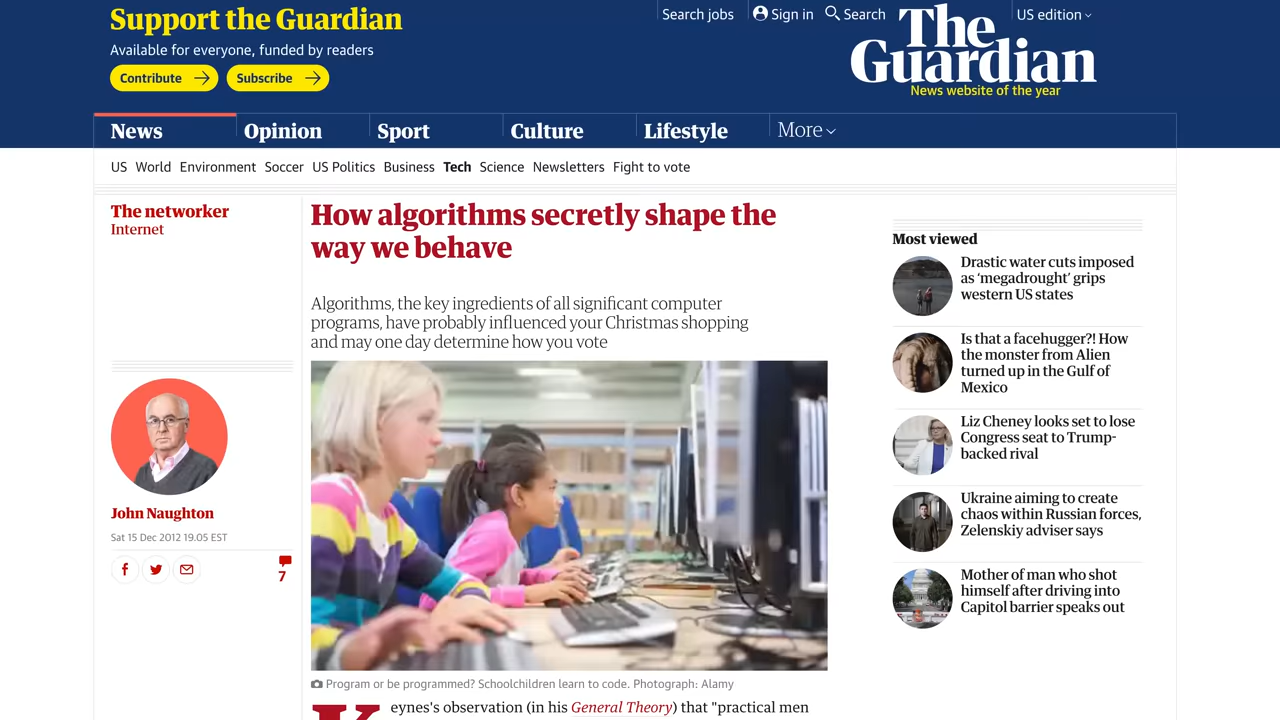 Support the Guardian
Available for everyone, funded by readers
Contribute
Subscribe
Search jobs
Sign in
Search
US edition
The
Guardian
News website of the year
News
Opinion
Sport
Culture
Lifestyle
More
US World Environment Soccer US Politics Business Tech Science Newsletters Fight to vote
The networker
Internet
How algorithms secretly shape the
way we behave
Algorithms, the key ingredients of all significant computer
programs, have probably influenced your Christmas shopping
and may one day determine how you vote
John Naughton
Sat 15 Dec 2012 19.05 EST
7
Program or be programmed? Schoolchildren learn to code. Photograph: Alamy
Keynes's observation (in his General Theory) that "practical men
Most viewed
Drastic water cuts imposed
as ‘megadrought’ grips
western US states
Is that a facehugger?! How
the monster from Alien
turned up in the Gulf of
Mexico
Liz Cheney looks set to lose
Congress seat to Trump-
backed rival
Ukraine aiming to create
chaos within Russian forces,
Zelenskiy adviser says
Mother of man who shot
himself after driving into
Capitol barrier speaks out